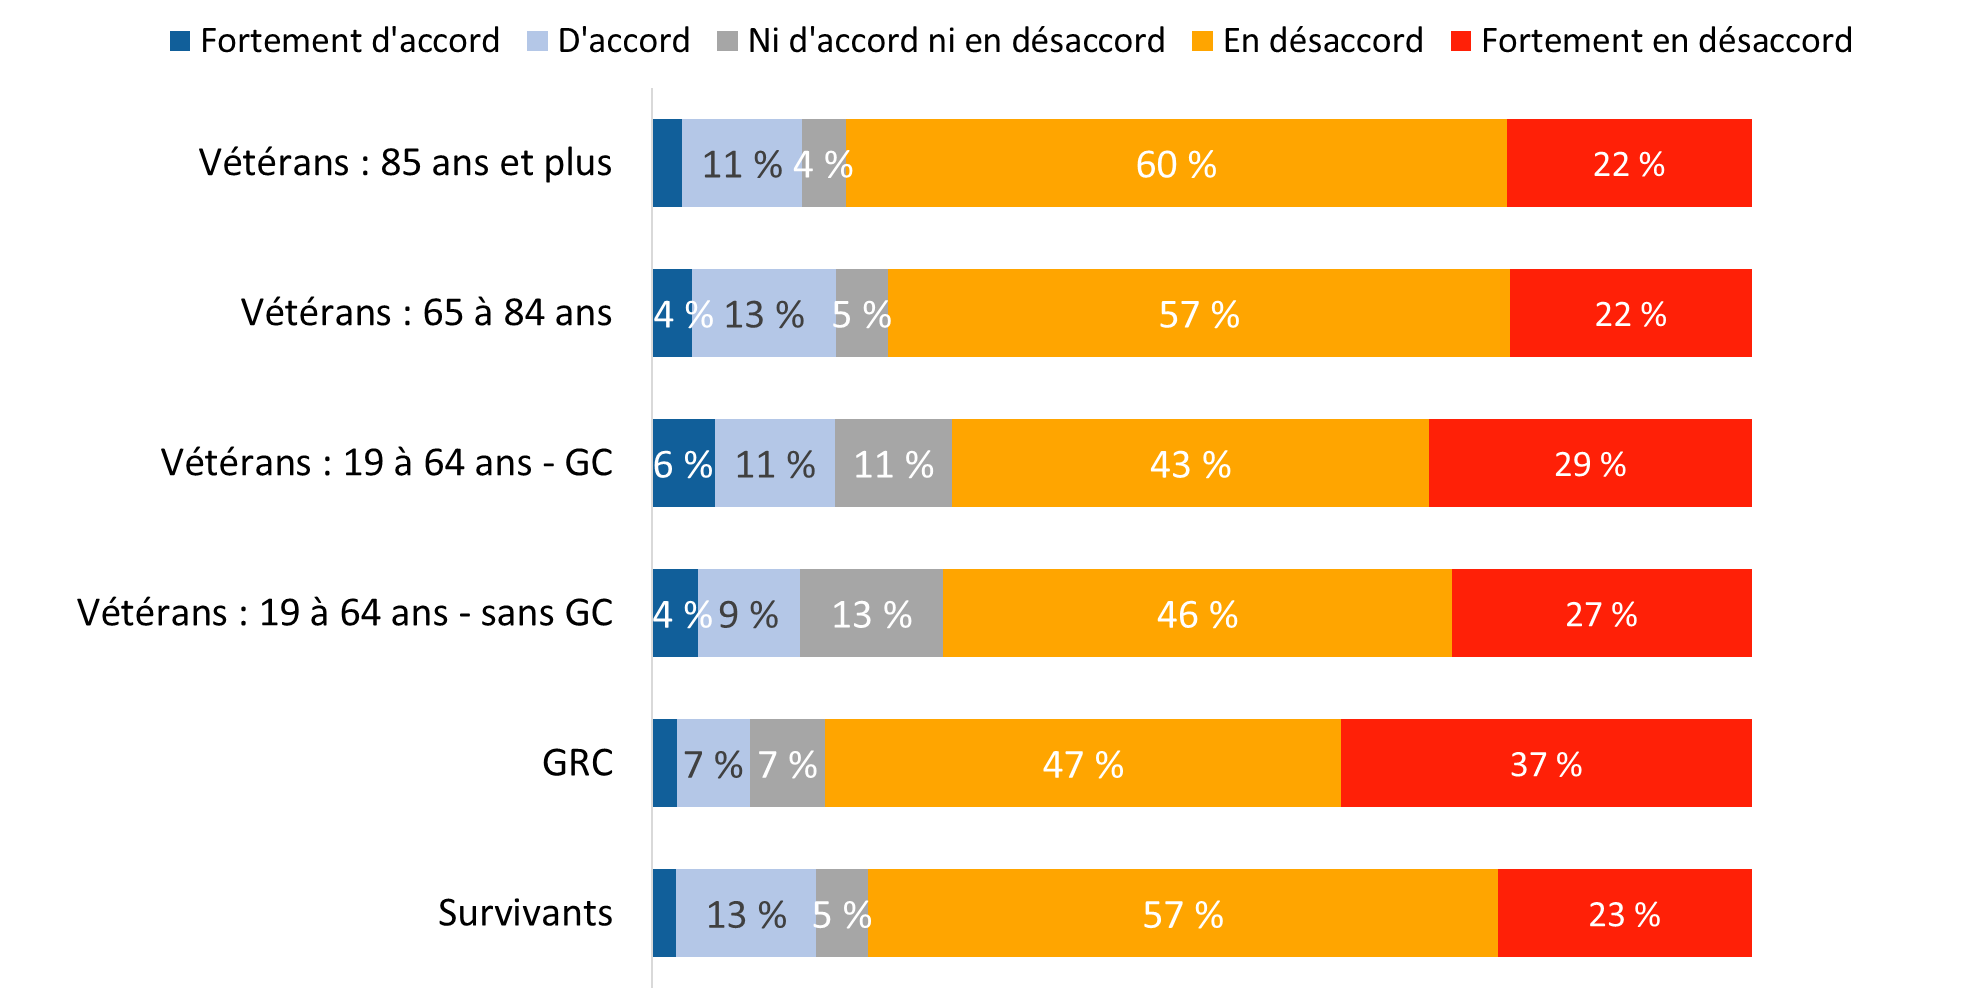 Fortement d'accord D'accord Ni d'accord ni en désaccord En désaccord Fortement en désaccord
Vétérans : 85 ans et plus 11 % 4 % 60 % 22 %
Vétérans : 65 à 84 ans 4 % 13 % 5 % 57 % 22 %
Vétérans : 19 à 64 ans - GC 6 % 11 % 11 % 43 % 29 %
Vétérans : 19 à 64 ans - sans GC 4 % 9 % 13 % 46 % 27 %
GRC 7 % 7 % 47 % 37 %
Survivants 13 % 5 % 57 % 23 %